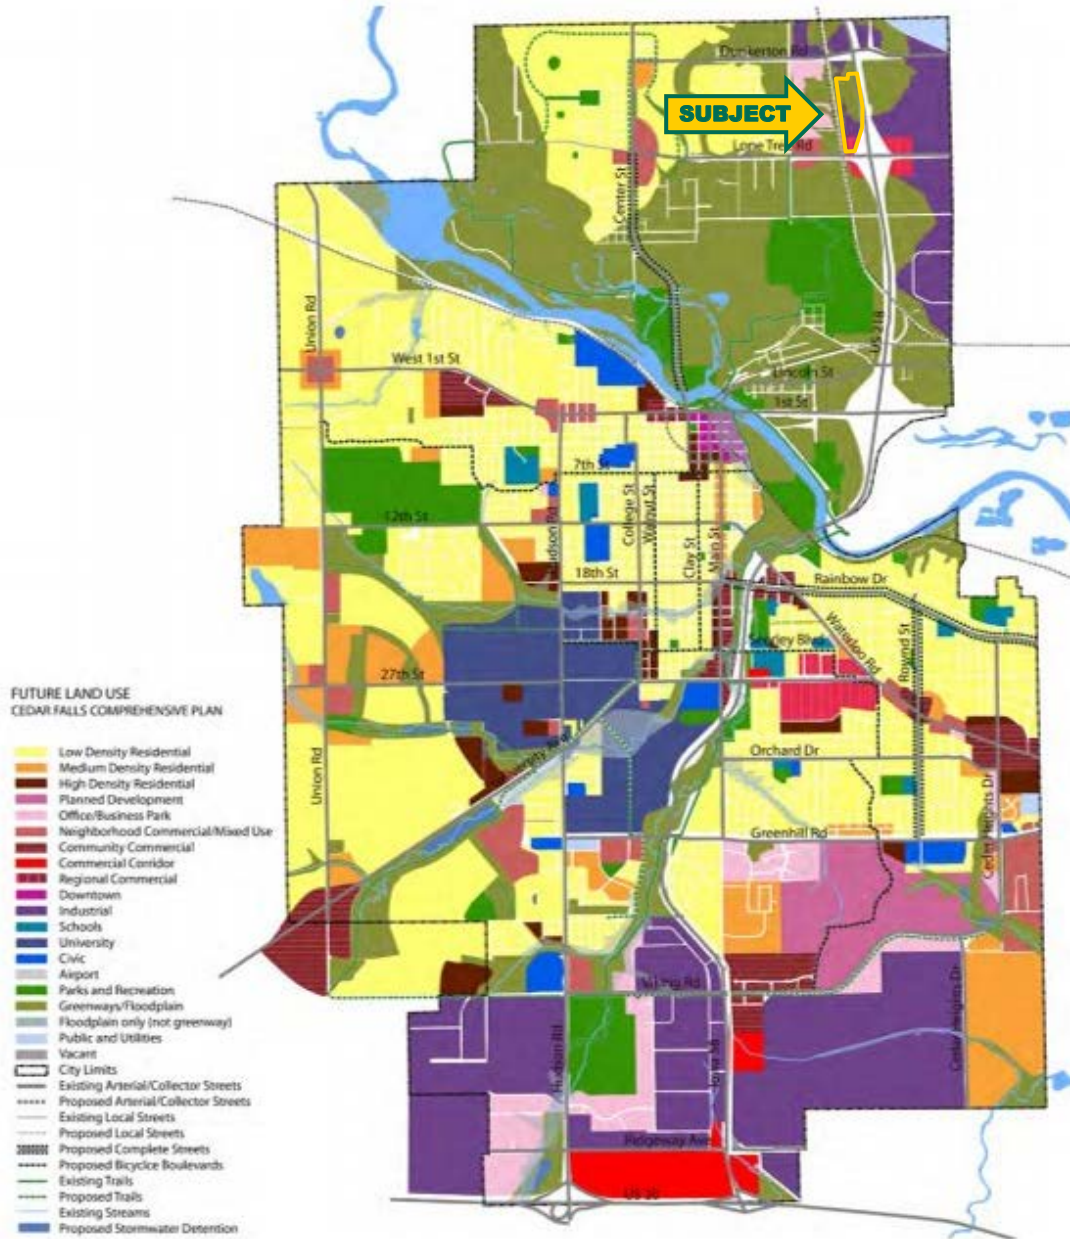 Dunkerton Rd
SUBJECT
Lone Tree Rd
Center St
Union Rd
US 218
West 1st St
Lincoln St
1st St
7th St
College St
Walnut St
12th St
Hudson Rd
Clay St
Main St
18th St
Rainbow Dr
Waterloo Rd
Round St
Seerley Blvd
27th St
FUTURE LAND USE
CEDAR FALLS COMPREHENSIVE PLAN
Union Rd
University Ave
Orchard Dr
Cedar Heights Dr
Greenhill Rd
Low Density Residential
Medium Density Residential
High Density Residential
Planned Development
Office/Business Park
Neighborhood Commercial/Mixed Use
Community Commercial
Commercial Corridor
Regional Commercial
Downtown
Industrial
Schools
University
Civic
Airport
Parks and Recreation
Greenways/Floodplain
Floodplain only (not greenway)
Public and Utilities
Vacant
City Limits
Existing Arterial/Collector Streets
Proposed Arterial/Collector Streets
Existing Local Streets
Proposed Local Streets
Proposed Complete Streets
Proposed Bicyclce Boulevards
Existing Trails
Proposed Trails
Existing Streams
Proposed Stormwater Detention
Viking Rd
Cedar Heights Dr
Hudson Rd
Ridgeway Ave
US 20